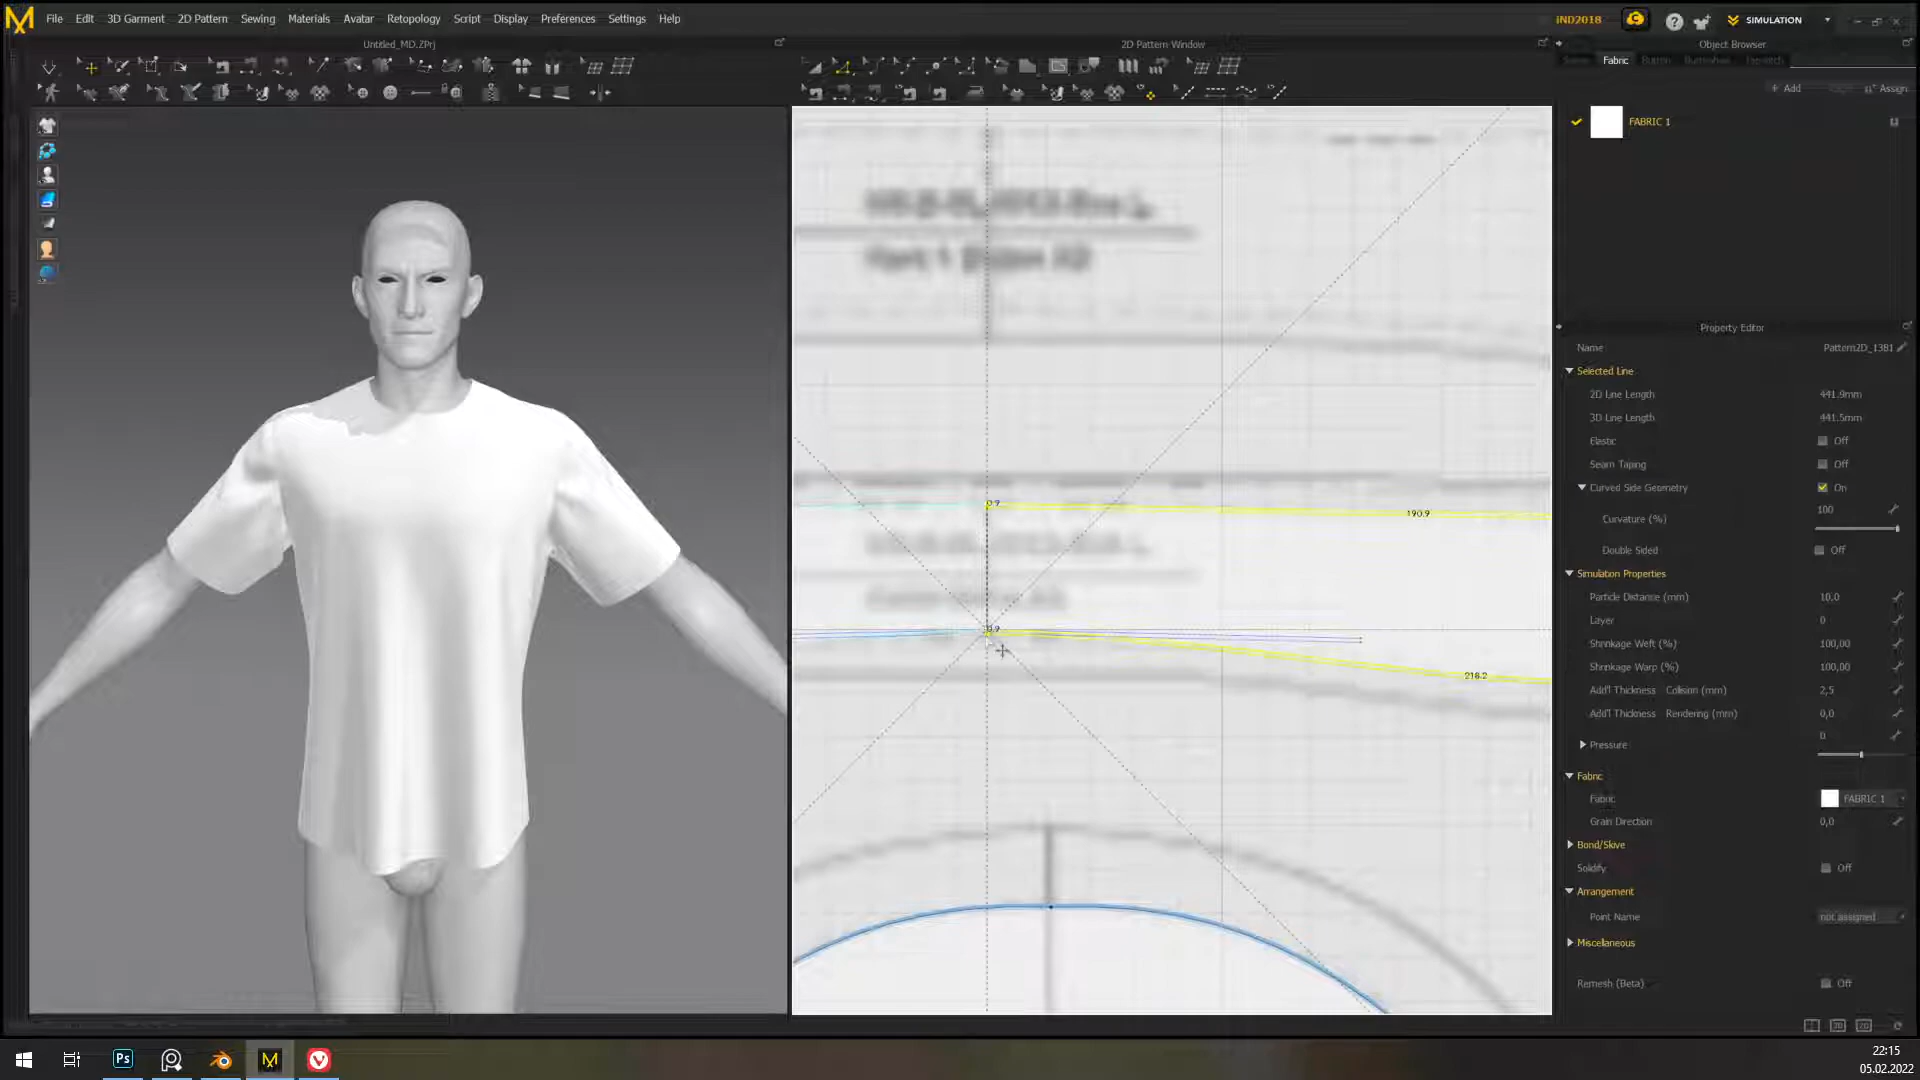 File Edit 3D Garment 2D Pattern Sewing Materials Avatar Retopology Script Display Preferences Settings Help
iND2018
SIMULATION
Untitled_MD.ZPrj
2D Pattern Window
Object Browser
Fabric Button
+ Add
Assign
FABRIC 1
Property Editor
Name Pattern2D_1381
Selected Line
2D Line Length 441.9mm
3D Line Length 441.5mm
Elastic Off
Seam Taping Off
Curved Side Geometry On
100
Curvature (%)
Double Sided Off
Simulation Properties
Particle Distance (mm) 10,0
Layer 0
Shrinkage Weft (%) 100,00
Shrinkage Warp (%) 100,00
Add'l Thickness Collision (mm) 2,5
Add'l Thickness Rendering (mm) 0,0
Pressure 0
Fabric
Fabric FABRIC 1
Grain Direction 0,0
Bond/Skive
Solidify Off
Arrangement
Point Name not assigned
Miscellaneous
Remesh (Beta) Off
0.9
190.9
0.9
218.2
Ps
22:15
05.02.2022